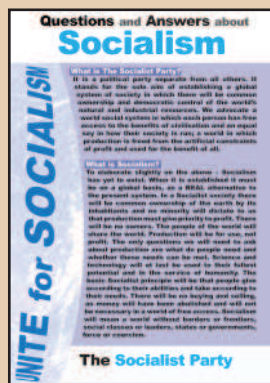 Questions and Answers about
Socialism
UNITE for SOCIALISM
What is The Socialist Party?
It is a political party separate from all others. It
stands for the sole aim of establishing a global
system of society in which there will be common
ownership and democratic control of the world's
natural and industrial resources. We advocate a
world social system in which each person has free
access to the benefits of civilisation and an equal
say in how their society is run; a world in which
production is freed from the artificial constraints
of profit and used for the benefit of all.
What is Socialism?
To elaborate slightly on the above - Socialism
has yet to exist. When it is established it must
be on a global basis, as a REAL alternative to
the present system. In a Socialist society there
will be common ownership of the earth by its
inhabitants and no minority will dictate to us
that production must give priority to profit. There
will be no owners. The people of the world will
share the world. Production will be for use, not
profit. The only questions we will need to ask
about production are what do people need and
whether these needs can be met. Science and
technology will at last be used to their fullest
potential and in the service of humanity. The
basic Socialist principle will be that people give
according to their abilities and take according to
their needs. There will be no buying and selling,
as money will have been abolished and will not
be necessary in a world of free access. Socialism
will mean a world without borders or frontiers,
social classes or leaders, states or governments,
force or coercion.
The Socialist Party